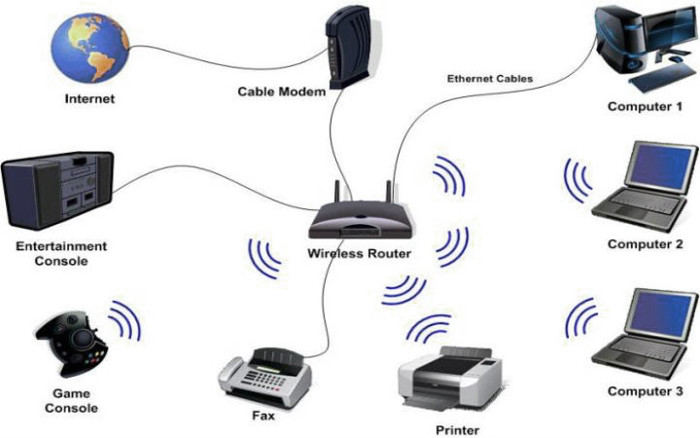 Internet
Cable Modem
Ethernet Cables
Computer 1
Entertainment
Console
Wireless Router
Computer 2
Game
Console
Fax
Printer
Computer 3